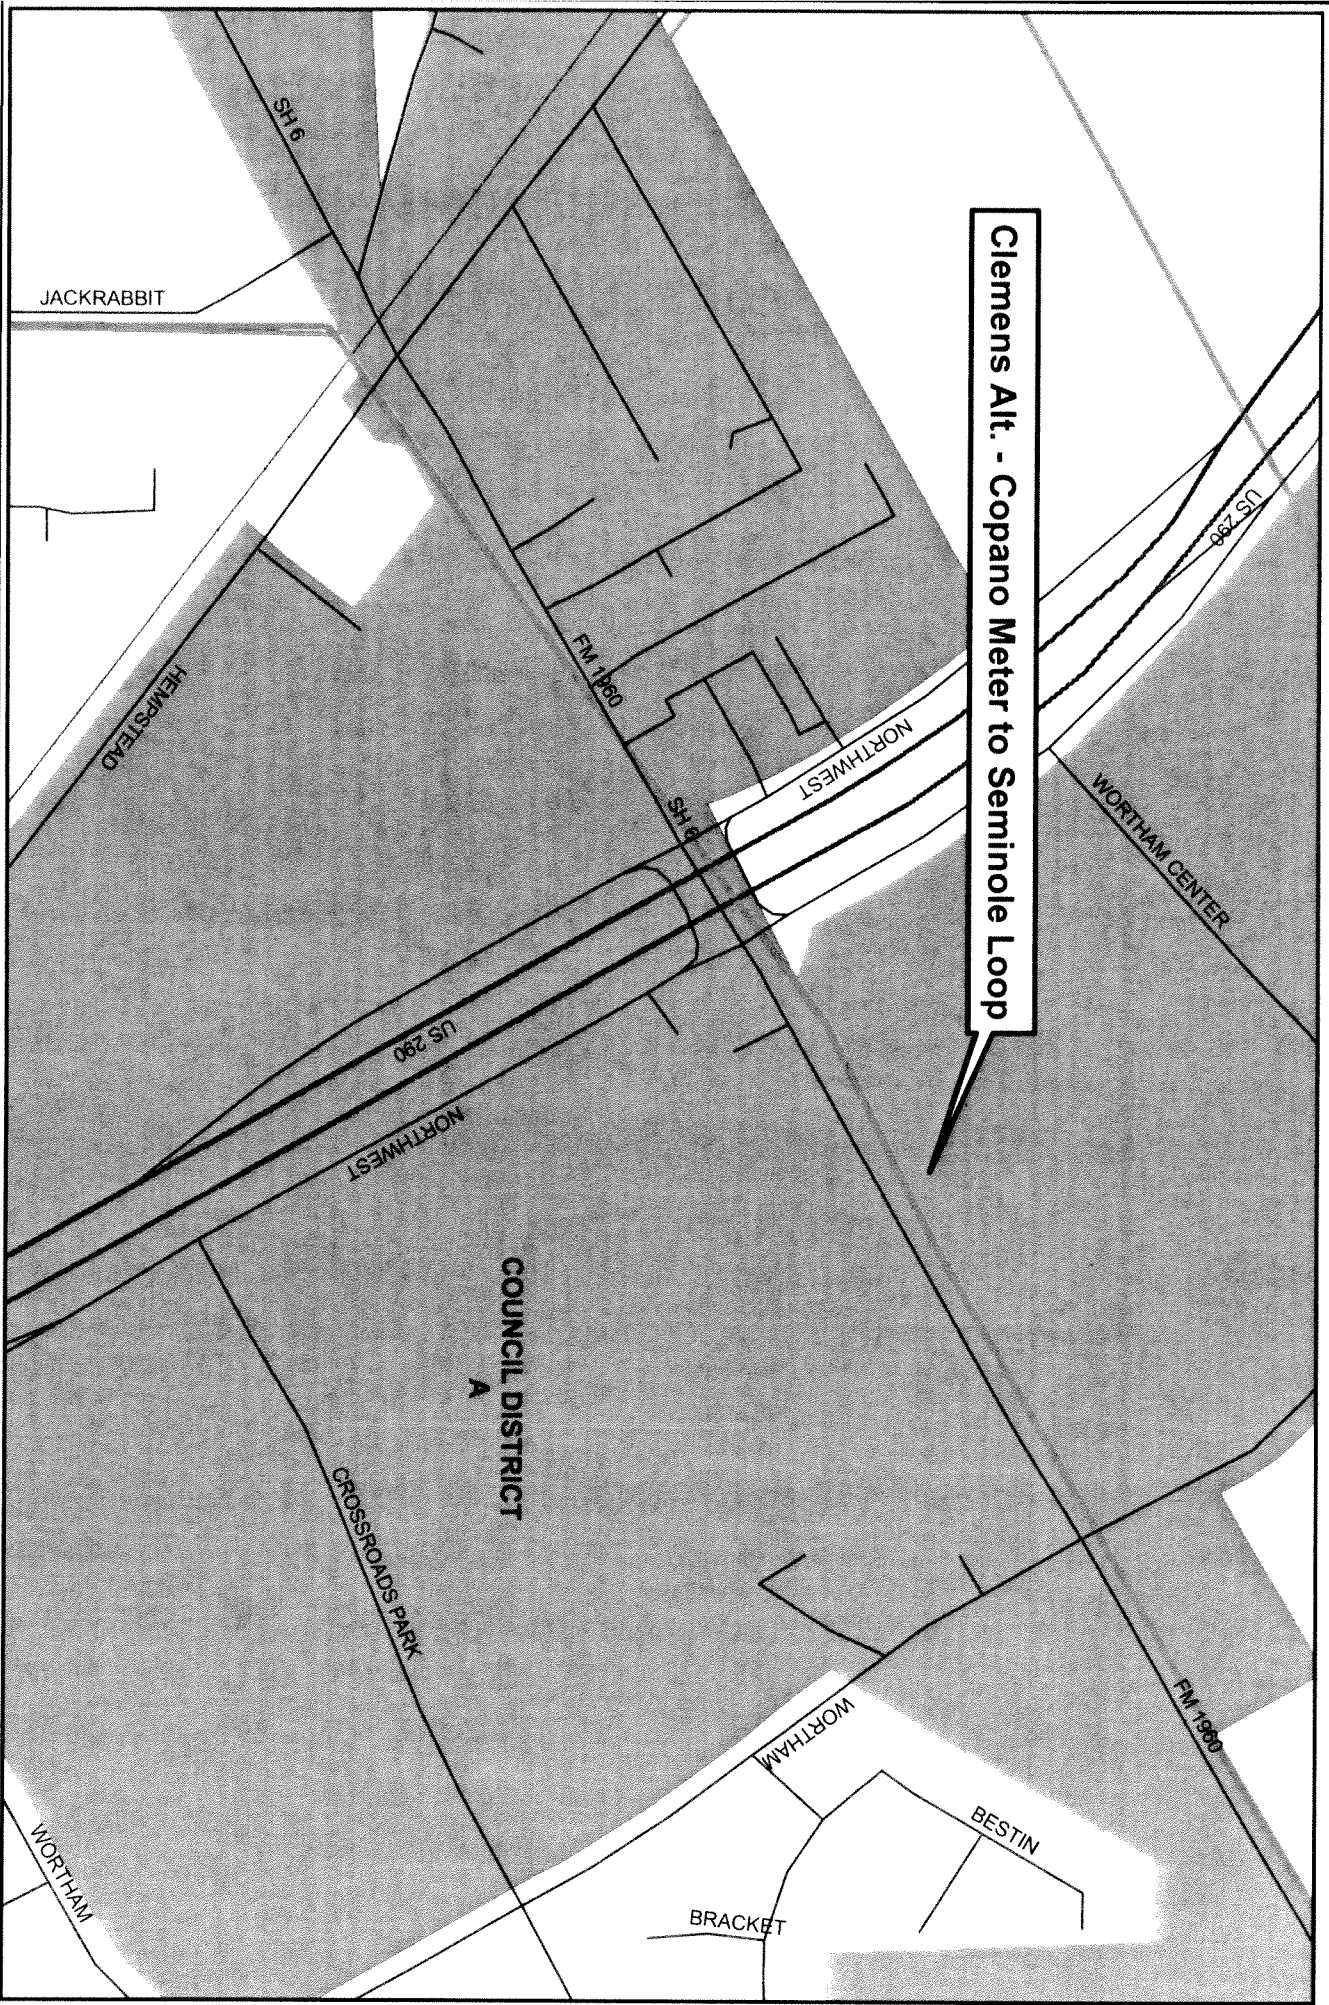 SH 6
JACKRABBIT
Clemens Alt. - Copano Meter to Seminole Loop
US 290
FM 1960
HEMPSTEAD
NORTHWEST
WORTHAM CENTER
SH 6
US 290
NORTHWEST
COUNCIL DISTRICT
A
CROSSROADS PARK
FM 1960
WORTHAM
BESTIN
WORTHAM
BRACKET